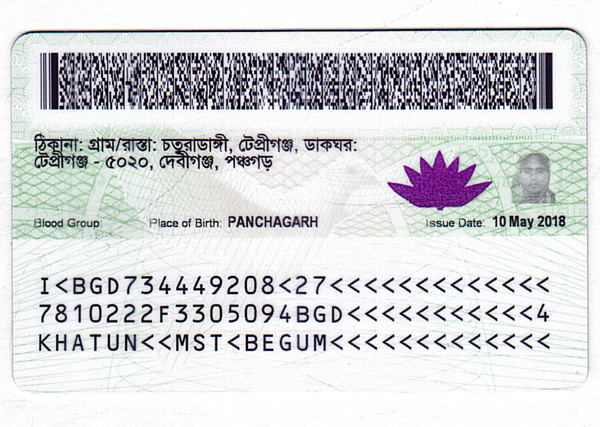 ঠিকানা: গ্রাম/রাস্তা: চতুরাডাঙ্গী, টেপ্রীগঞ্জ, ডাকঘর:
টেপ্রীগঞ্জ - ৫০২০, দেবীগঞ্জ, পঞ্চগড়
Blood Group: Place of Birth: PANCHAGARH Issue Date: 10 May 2018
I<BGD734449208<27<<<<<<<<<<<<<
7810222F3305094BGD<<<<<<<<<<<4
KHATUN<<MST<BEGUM<<<<<<<<<<<<<